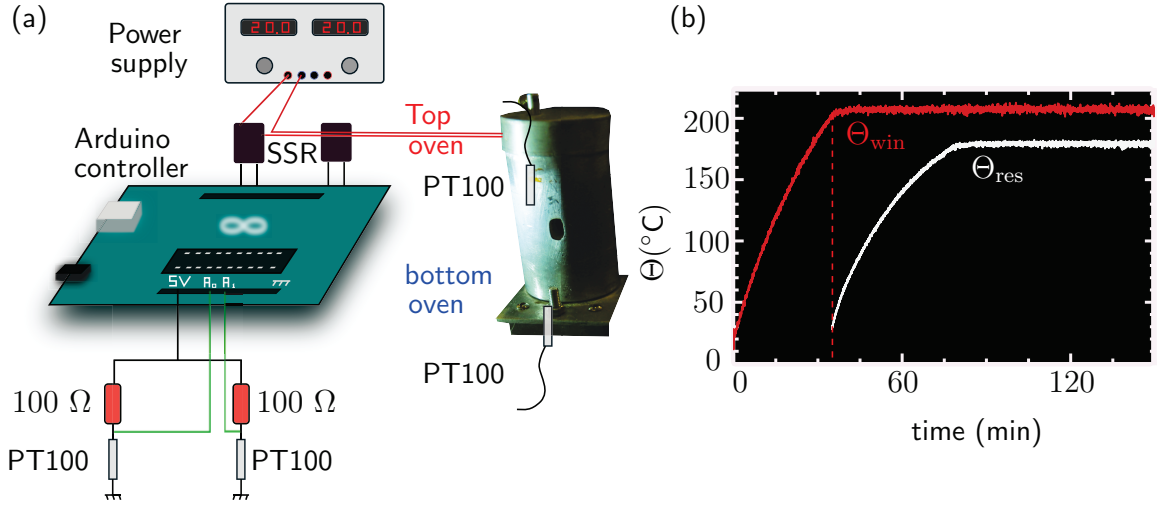 (a)
Power
supply
20.0 20.0
Arduino
controller
SSR
Top
oven
PT100
bottom
oven
PT100
5V A₀ A₁
100 Ω
100 Ω
PT100
PT100
(b)
Θ(°C)
200
150
100
50
0
Θwin
Θres
0 60 120
time (min)